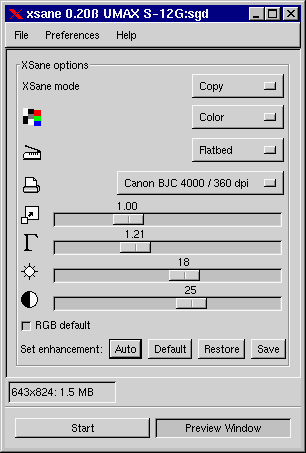 xsane 0.20ß UMAX S-12G:sgd
File Preferences Help
XSane options
XSane mode Copy
Color
Flatbed
Canon BJC 4000 / 360 dpi
1.00
1.21
18
25
RGB default
Set enhancement: Auto Default Restore Save
643x824: 1.5 MB
Start Preview Window